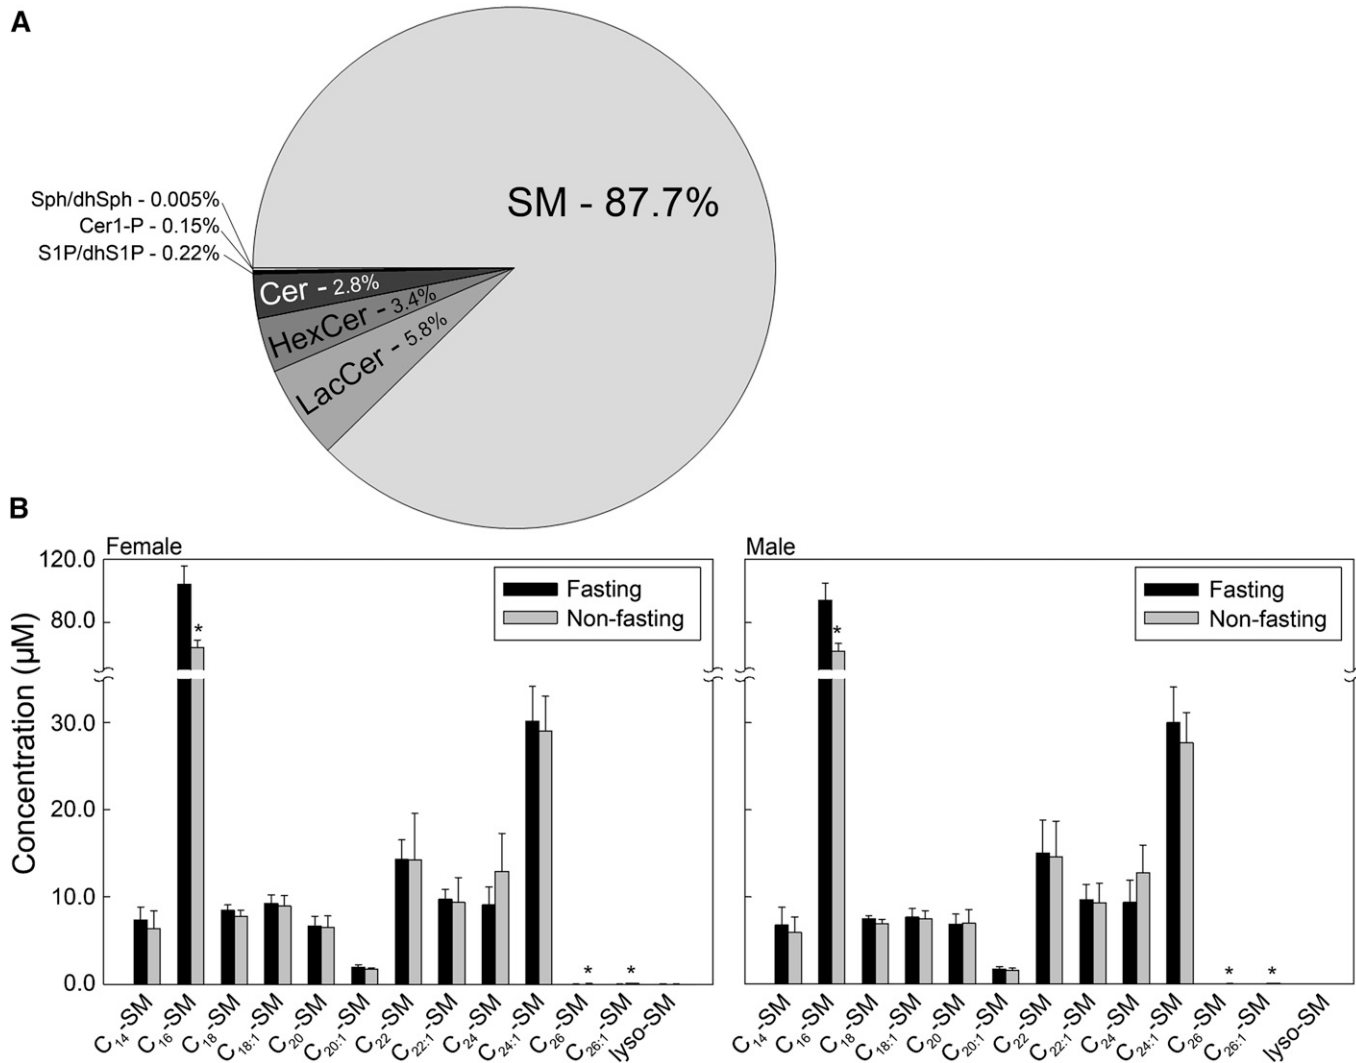 A
SM - 87.7%
Sph/dhSph - 0.005%
Cer1-P - 0.15%
S1P/dhS1P - 0.22%
Cer - 2.8%
HexCer - 3.4%
LacCer - 5.8%
B
Female
Male
120.0
80.0
30.0
20.0
10.0
0.0
Concentration (µM)
Fasting
Non-fasting
*
*
*
C14-SM
C16-SM
C18-SM
C18:1-SM
C20-SM
C20:1-SM
C22-SM
C22:1-SM
C24-SM
C24:1-SM
C26-SM
C26:1-SM
lyso-SM
Fasting
Non-fasting
*
*
*
C14-SM
C16-SM
C18-SM
C18:1-SM
C20-SM
C20:1-SM
C22-SM
C22:1-SM
C24-SM
C24:1-SM
C26-SM
C26:1-SM
lyso-SM